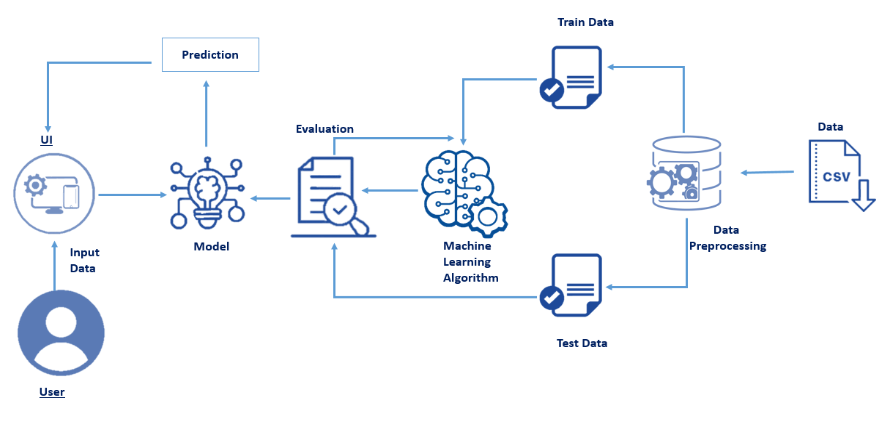 Train Data
Prediction
Evaluation
Data
UI
CSV
Model
Machine
Learning
Algorithm
Data
Preprocessing
Input
Data
Test Data
User